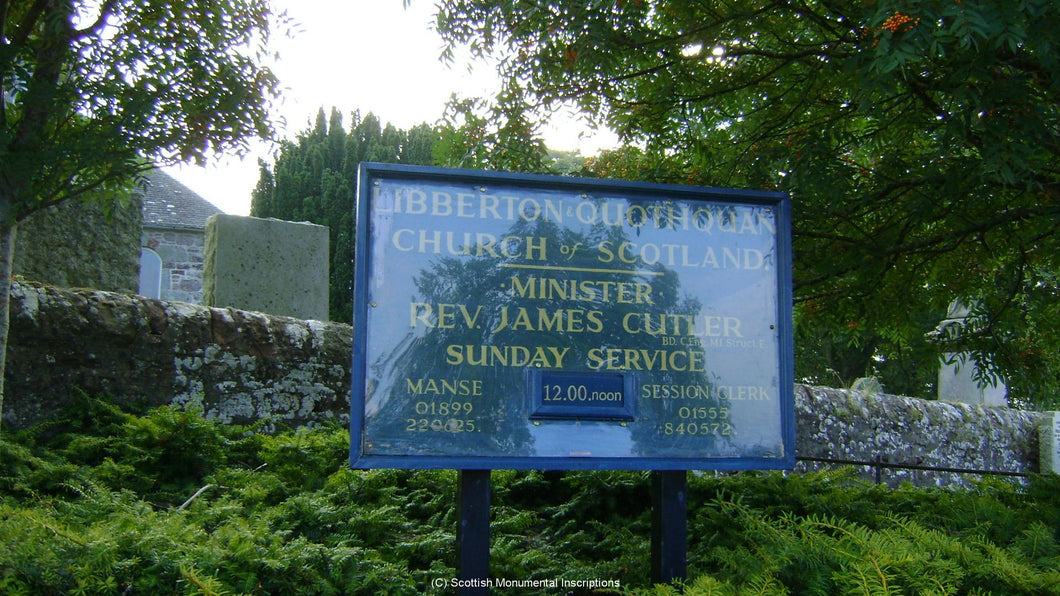 LIBBERTON & QUOTHQUAN
CHURCH of SCOTLAND.
MINISTER
REV JAMES CUTLER
BD. C.Eng. M.I Struct.E
SUNDAY SERVICE
12.00.noon
MANSE
01899
220625.
SESSION CLERK
01555
840572
(C) Scottish Monumental Inscriptions